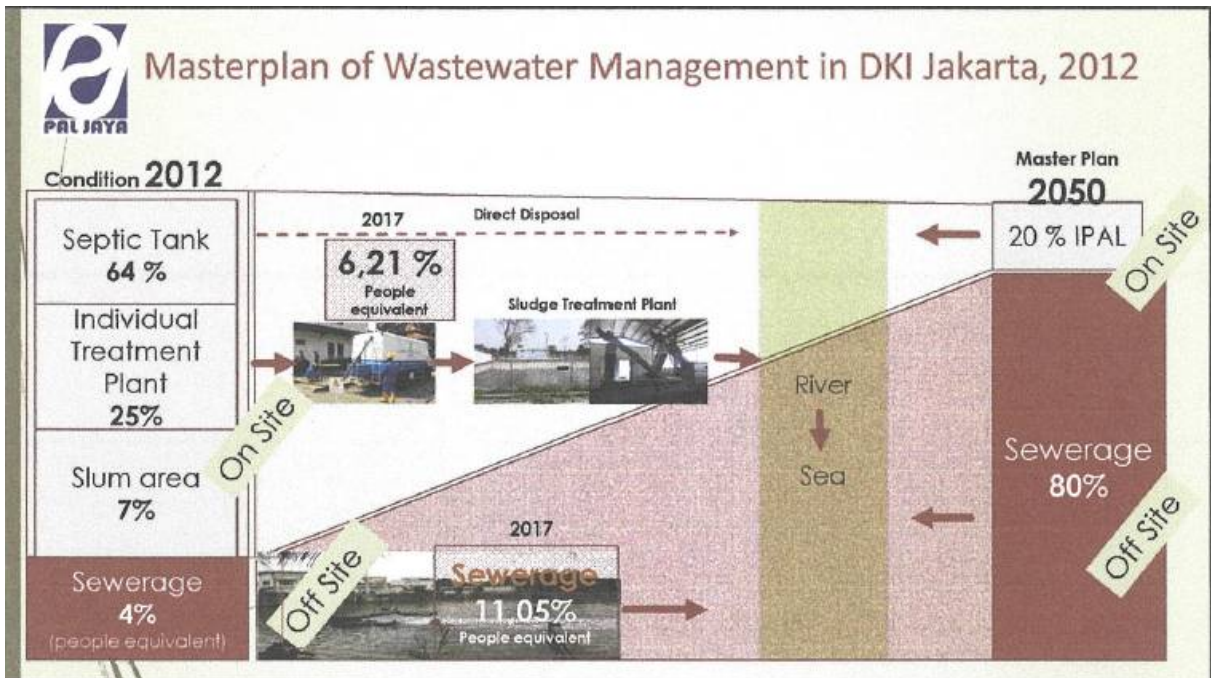 PAL JAYA
Masterplan of Wastewater Management in DKI Jakarta, 2012
Condition 2012
Septic Tank
64 %
Individual
Treatment
Plant
25%
Slum area
7%
Sewerage
4%
(people equivalent)
On Site
Off Site
2017
Direct Disposal
6,21 %
People
equivalent
Sludge Treatment Plant
2017
Sewerage
11,05%
People equivalent
River
Sea
Master Plan
2050
20 % IPAL
On Site
Sewerage
80%
Off Site